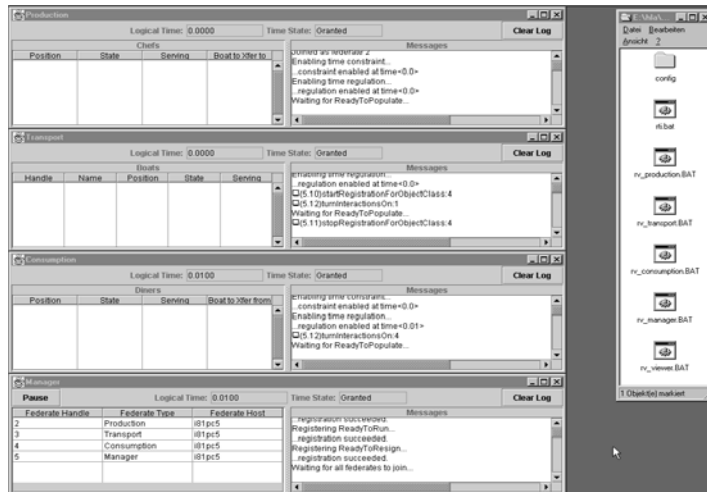 Production
Logical Time: 0.0000 Time State: Granted Clear Log
Chefs Messages
Position State Serving Boat to Xfer to
Joined as federate 2
Enabling time constraint...
...constraint enabled at time<0.0>
Enabling time regulation...
...regulation enabled at time<0.0>
Waiting for ReadyToPopulate...
Transport
Logical Time: 0.0000 Time State: Granted Clear Log
Boats Messages
Handle Name Position State Serving
Enabling time regulation...
...regulation enabled at time<0.0>
(5.10)startRegistrationForObjectClass:4
(5.12)turnInteractionsOn:1
Waiting for ReadyToPopulate...
(5.11)stopRegistrationForObjectClass:4
Consumption
Logical Time: 0.0100 Time State: Granted Clear Log
Diners Messages
Position State Serving Boat to Xfer from
Enabling time constraint...
...constraint enabled at time<0.0>
Enabling time regulation...
...regulation enabled at time<0.01>
(5.12)turnInteractionsOn:4
Waiting for ReadyToPopulate...
Manager
Pause Logical Time: 0.0100 Time State: Granted Clear Log
Federate Handle Federate Type Federate Host Messages
2 Production i81pc5
3 Transport i81pc5
4 Consumption i81pc5
5 Manager i81pc5
...registration succeeded.
Registering ReadyToRun...
...registration succeeded.
Registering ReadyToResign...
...registration succeeded.
Waiting for all federates to join...
Datei Bearbeiten
Ansicht ?
config
rti.bat
rv_production.BAT
rv_transport.BAT
rv_consumption.BAT
rv_manager.BAT
rv_viewer.BAT
1 Objekt(e) markiert